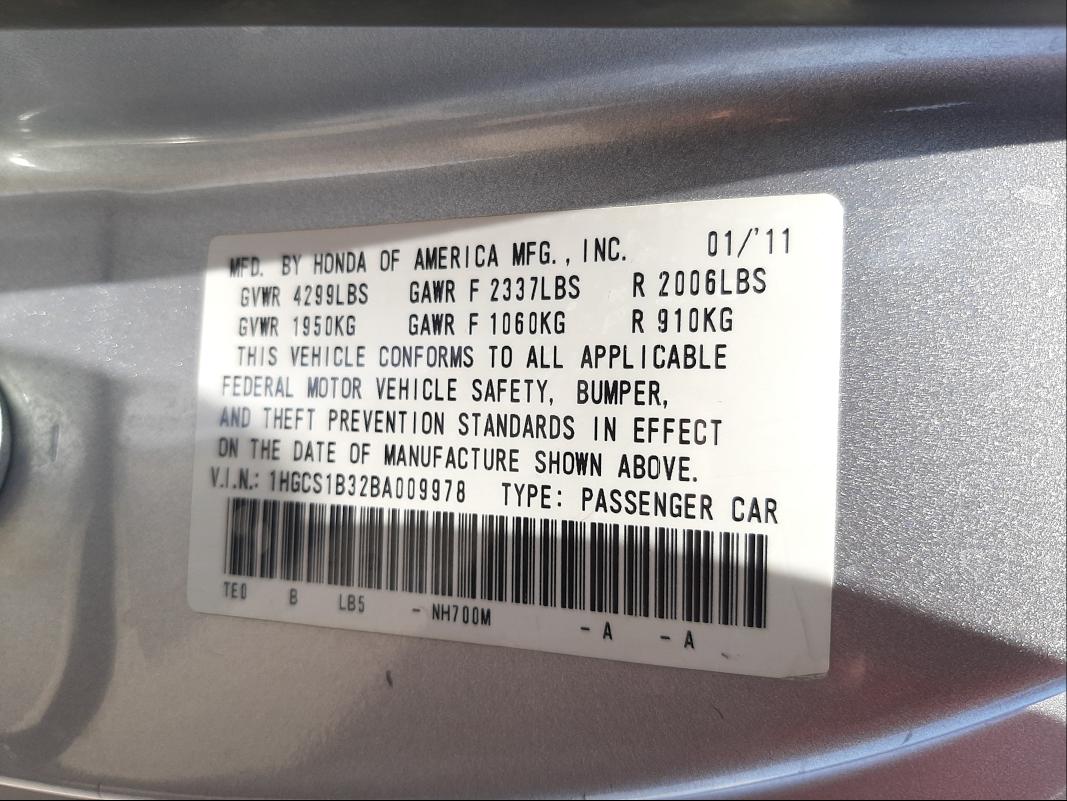 MFD. BY HONDA OF AMERICA MFG., INC. 01/'11
GVWR 4299LBS GAWR F 2337LBS R 2006LBS
GVWR 1950KG GAWR F 1060KG R 910KG
THIS VEHICLE CONFORMS TO ALL APPLICABLE
FEDERAL MOTOR VEHICLE SAFETY, BUMPER,
AND THEFT PREVENTION STANDARDS IN EFFECT
ON THE DATE OF MANUFACTURE SHOWN ABOVE.
V.I.N.: 1HGCS1B32BA009978 TYPE: PASSENGER CAR
TE0 B LB5 - NH700M - A - A